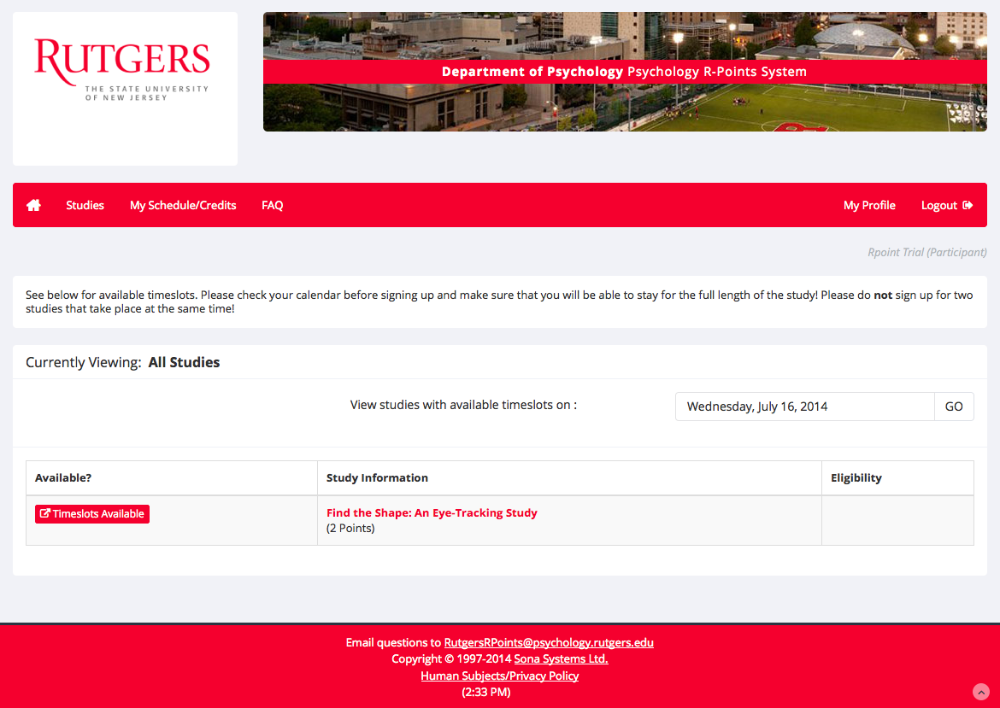 RUTGERS
THE STATE UNIVERSITY
OF NEW JERSEY
Department of Psychology Psychology R-Points System
Studies
My Schedule/Credits
FAQ
My Profile
Logout
Rpoint Trial (Participant)
See below for available timeslots. Please check your calendar before signing up and make sure that you will be able to stay for the full length of the study! Please do not sign up for two
studies that take place at the same time!
Currently Viewing: All Studies
View studies with available timeslots on :
Wednesday, July 16, 2014
GO
Available?
Study Information
Eligibility
Timeslots Available
Find the Shape: An Eye-Tracking Study
(2 Points)
Email questions to RutgersRPoints@psychology.rutgers.edu
Copyright © 1997-2014 Sona Systems Ltd.
Human Subjects/Privacy Policy
(2:33 PM)